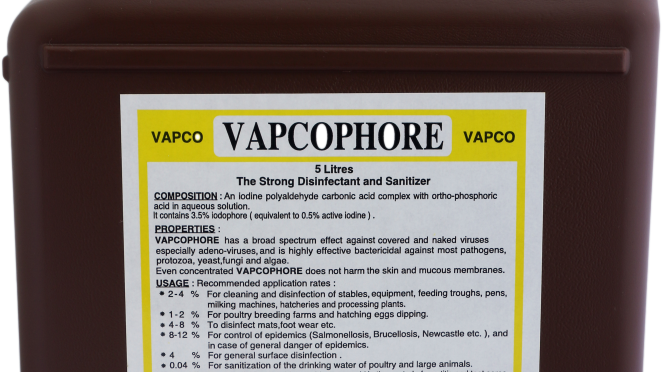 VAPCO VAPCOPHORE VAPCO
5 Litres
The Strong Disinfectant and Sanitizer
COMPOSITION : An iodine polyaldehyde carbonic acid complex with ortho-phosphoric
acid in aqueous solution.
It contains 3.5% iodophore ( equivalent to 0.5% active iodine ) .
PROPERTIES :
VAPCOPHORE has a broad spectrum effect against covered and naked viruses
especially adeno-viruses, and is highly effective bactericidal against most pathogens,
protozoa, yeast,fungi and algae.
Even concentrated VAPCOPHORE does not harm the skin and mucous membranes.
USAGE : Recommended application rates :
* 2-4 % For cleaning and disinfection of stables, equipment, feeding troughs, pens,
milking machines, hatcheries and processing plants.
* 1-2 % For poultry breeding farms and hatching eggs dipping.
* 4-8 % To disinfect mats,foot wear etc.
* 8-12 % For control of epidemics (Salmonellosis, Brucellosis, Newcastle etc. ), and
in case of general danger of epidemics.
* 4 % For general surface disinfection .
* 0.04 % For sanitization of the drinking water of poultry and large animals.